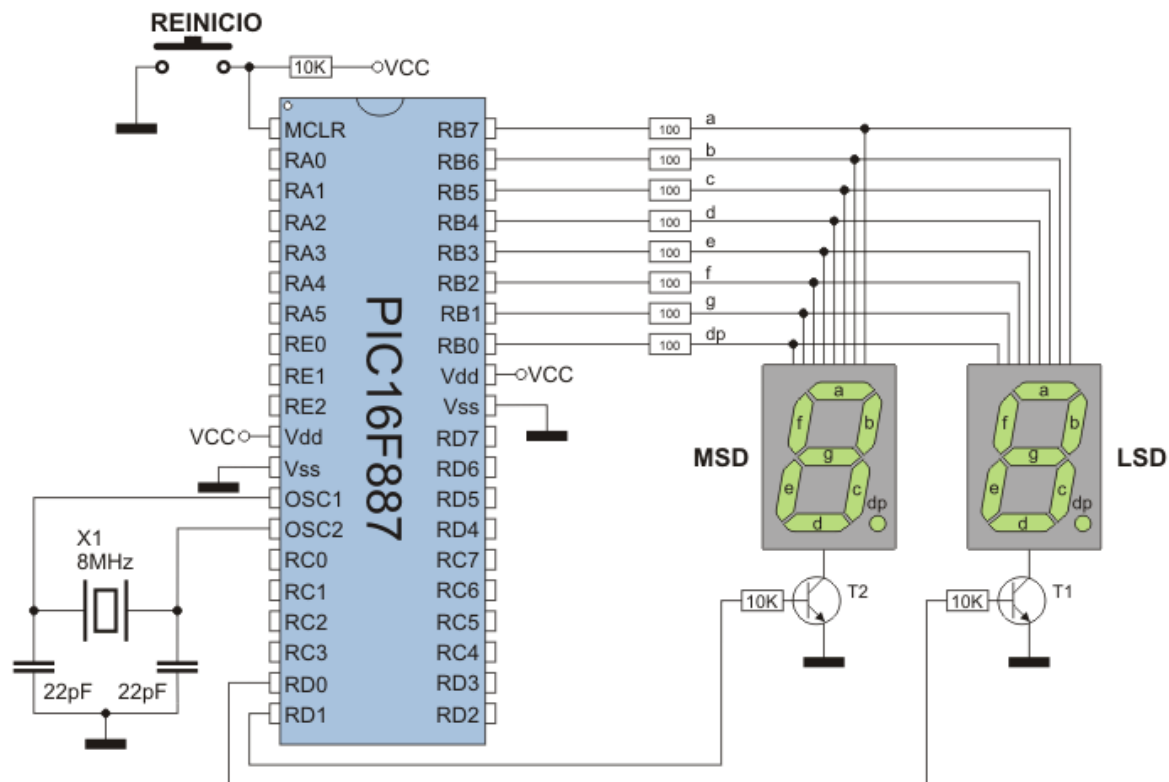 REINICIO
10K
VCC
MCLR
RA0
RA1
RA2
RA3
RA4
RA5
RE0
RE1
RE2
Vdd
Vss
OSC1
OSC2
RC0
RC1
RC2
RC3
RD0
RD1
PIC16F887
RB7
RB6
RB5
RB4
RB3
RB2
RB1
RB0
Vdd
Vss
RD7
RD6
RD5
RD4
RC7
RC6
RC5
RC4
RD3
RD2
VCC
VCC
100 a
100 b
100 c
100 d
100 e
100 f
100 g
100 dp
MSD
a
f
b
g
e
c
d
dp
LSD
a
f
b
g
e
c
d
dp
X1
8MHz
22pF
22pF
10K
T2
10K
T1